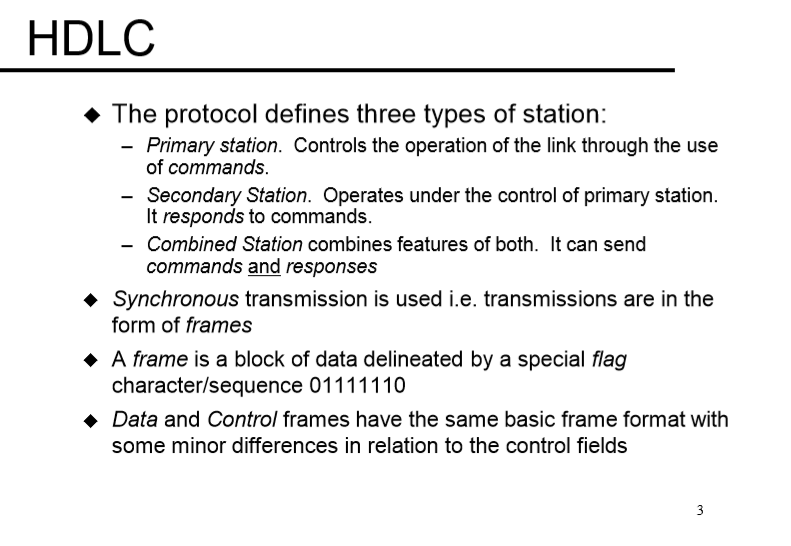 HDLC
◆ The protocol defines three types of station:
– Primary station.  Controls the operation of the link through the use
of commands.
– Secondary Station.  Operates under the control of primary station.
It responds to commands.
– Combined Station combines features of both.  It can send
commands and responses
◆ Synchronous transmission is used i.e. transmissions are in the
form of frames
◆ A frame is a block of data delineated by a special flag
character/sequence 01111110
◆ Data and Control frames have the same basic frame format with
some minor differences in relation to the control fields
3